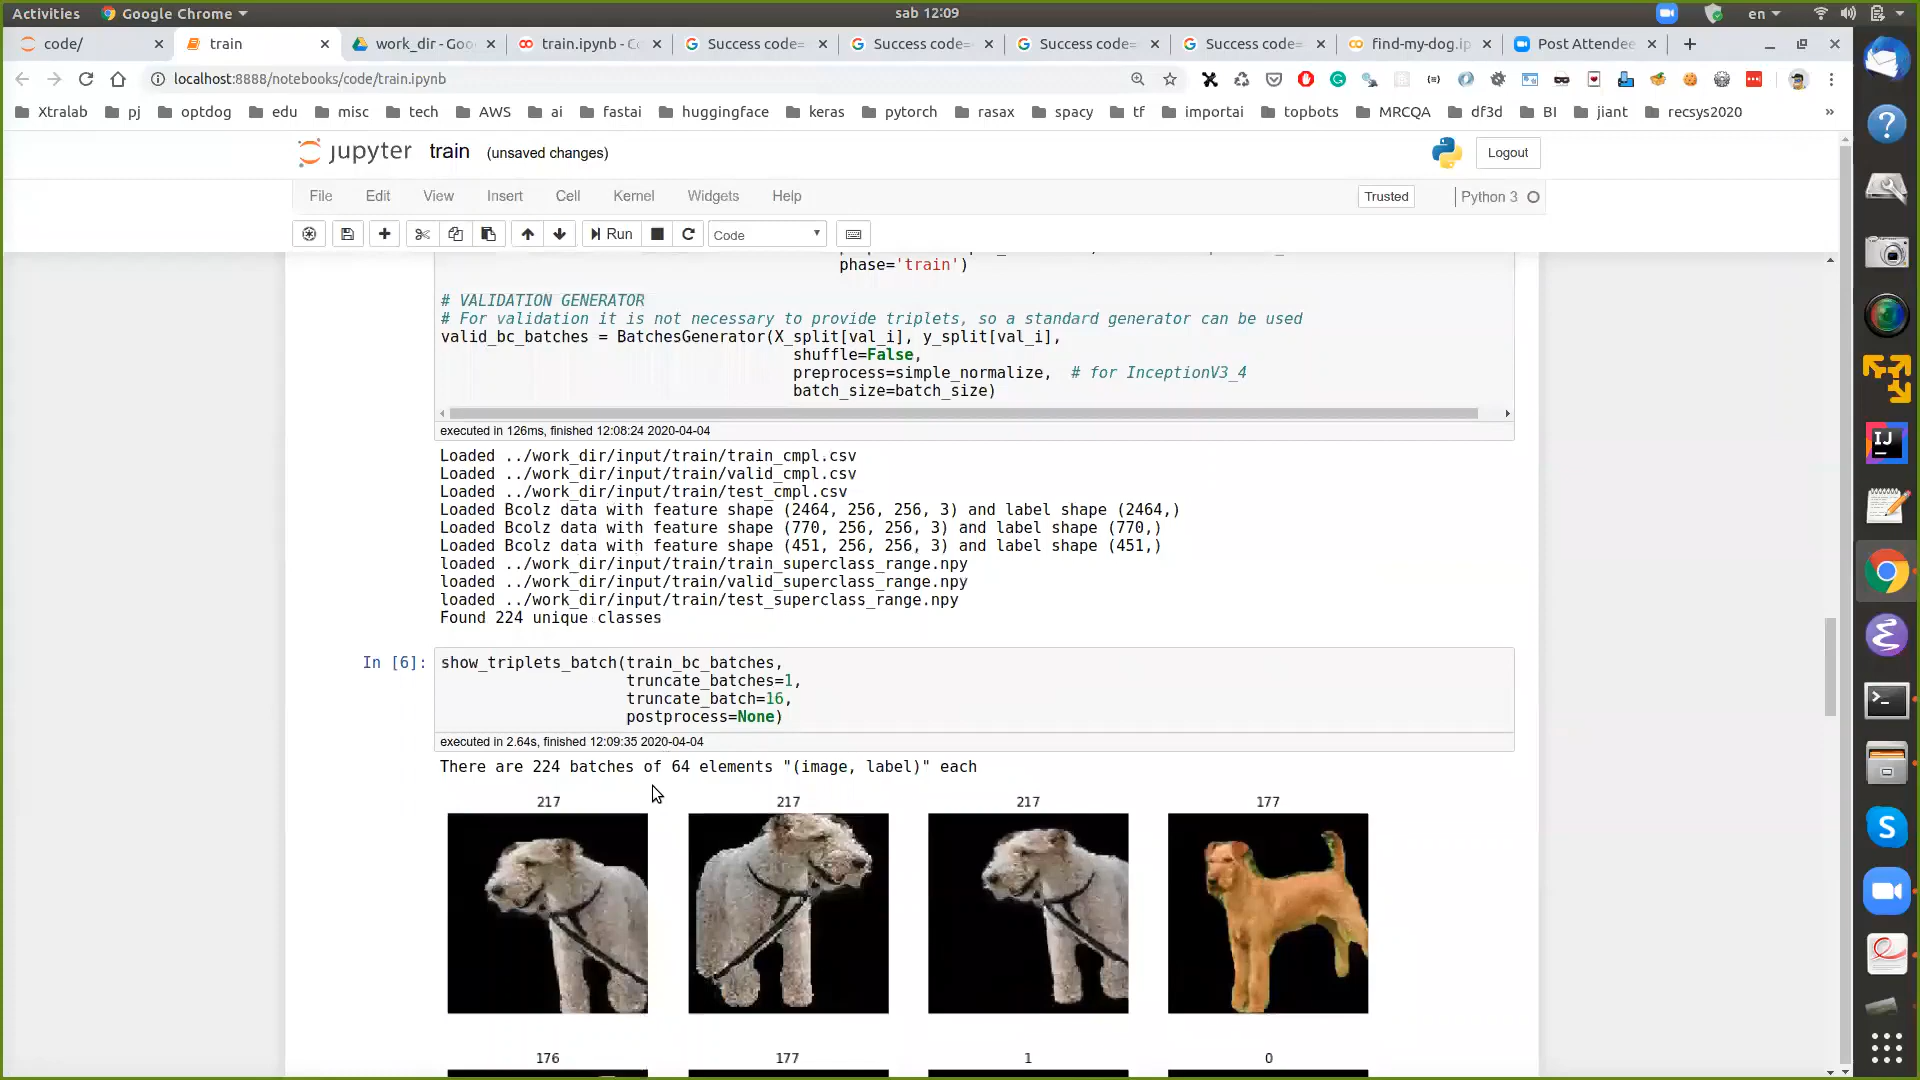 Activities Google Chrome sab 12:09 en
code/ train work_dir - Goo train.ipynb - Co Success code= Success code= Success code= Success code= find-my-dog.ip Post Attendee
localhost:8888/notebooks/code/train.ipynb
Xtralab pj optdog edu misc tech AWS ai fastai huggingface keras pytorch rasax spacy tf importai topbots MRCQA df3d BI jiant recsys2020 »
jupyter train (unsaved changes) Logout
File Edit View Insert Cell Kernel Widgets Help Trusted Python 3
Run Code
phase='train')
# VALIDATION GENERATOR
# For validation it is not necessary to provide triplets, so a standard generator can be used
valid_bc_batches = BatchesGenerator(X_split[val_i], y_split[val_i],
shuffle=False,
preprocess=simple_normalize, # for InceptionV3_4
batch_size=batch_size)
executed in 126ms, finished 12:08:24 2020-04-04
Loaded ../work_dir/input/train/train_cmpl.csv
Loaded ../work_dir/input/train/valid_cmpl.csv
Loaded ../work_dir/input/train/test_cmpl.csv
Loaded Bcolz data with feature shape (2464, 256, 256, 3) and label shape (2464,)
Loaded Bcolz data with feature shape (770, 256, 256, 3) and label shape (770,)
Loaded Bcolz data with feature shape (451, 256, 256, 3) and label shape (451,)
loaded ../work_dir/input/train/train_superclass_range.npy
loaded ../work_dir/input/train/valid_superclass_range.npy
loaded ../work_dir/input/train/test_superclass_range.npy
Found 224 unique classes
In [6]: show_triplets_batch(train_bc_batches,
truncate_batches=1,
truncate_batch=16,
postprocess=None)
executed in 2.64s, finished 12:09:35 2020-04-04
There are 224 batches of 64 elements "(image, label)" each
217 217 217 177
176 177 1 0